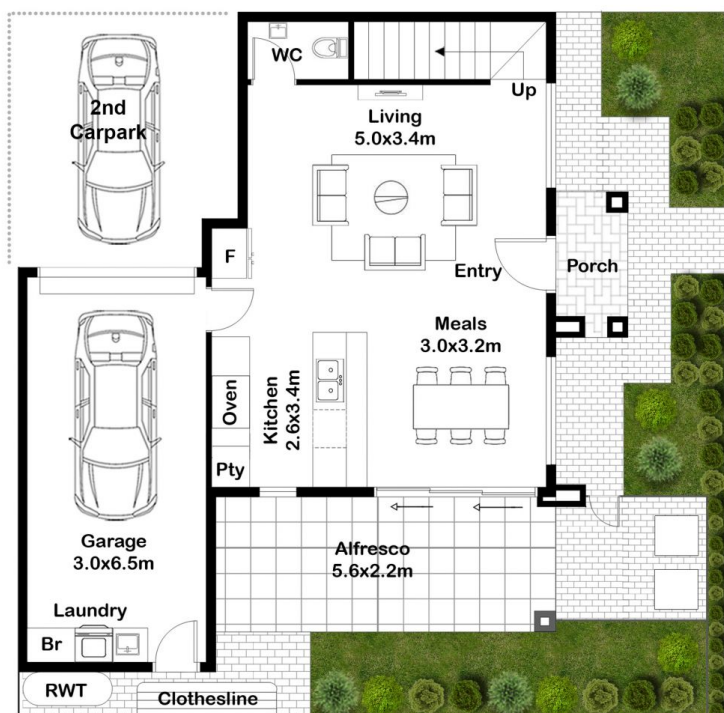 WC
2nd
Carpark
Up
Living
5.0x3.4m
F
Entry
Porch
Meals
3.0x3.2m
Oven
Kitchen
2.6x3.4m
Pty
Garage
3.0x6.5m
Alfresco
5.6x2.2m
Laundry
Br
RWT
Clothesline